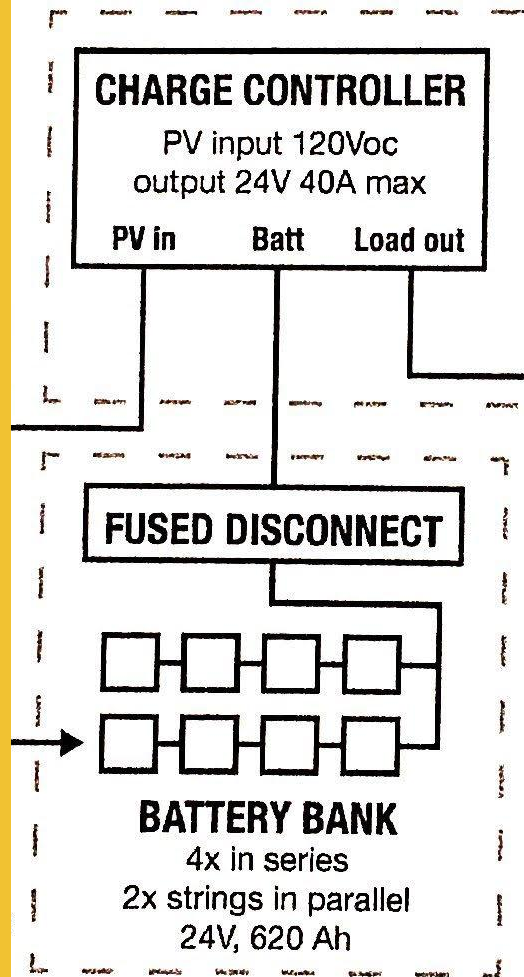 CHARGE CONTROLLER
PV input 120Voc
output 24V 40A max
PV in Batt Load out
FUSED DISCONNECT
BATTERY BANK
4x in series
2x strings in parallel
24V, 620 Ah